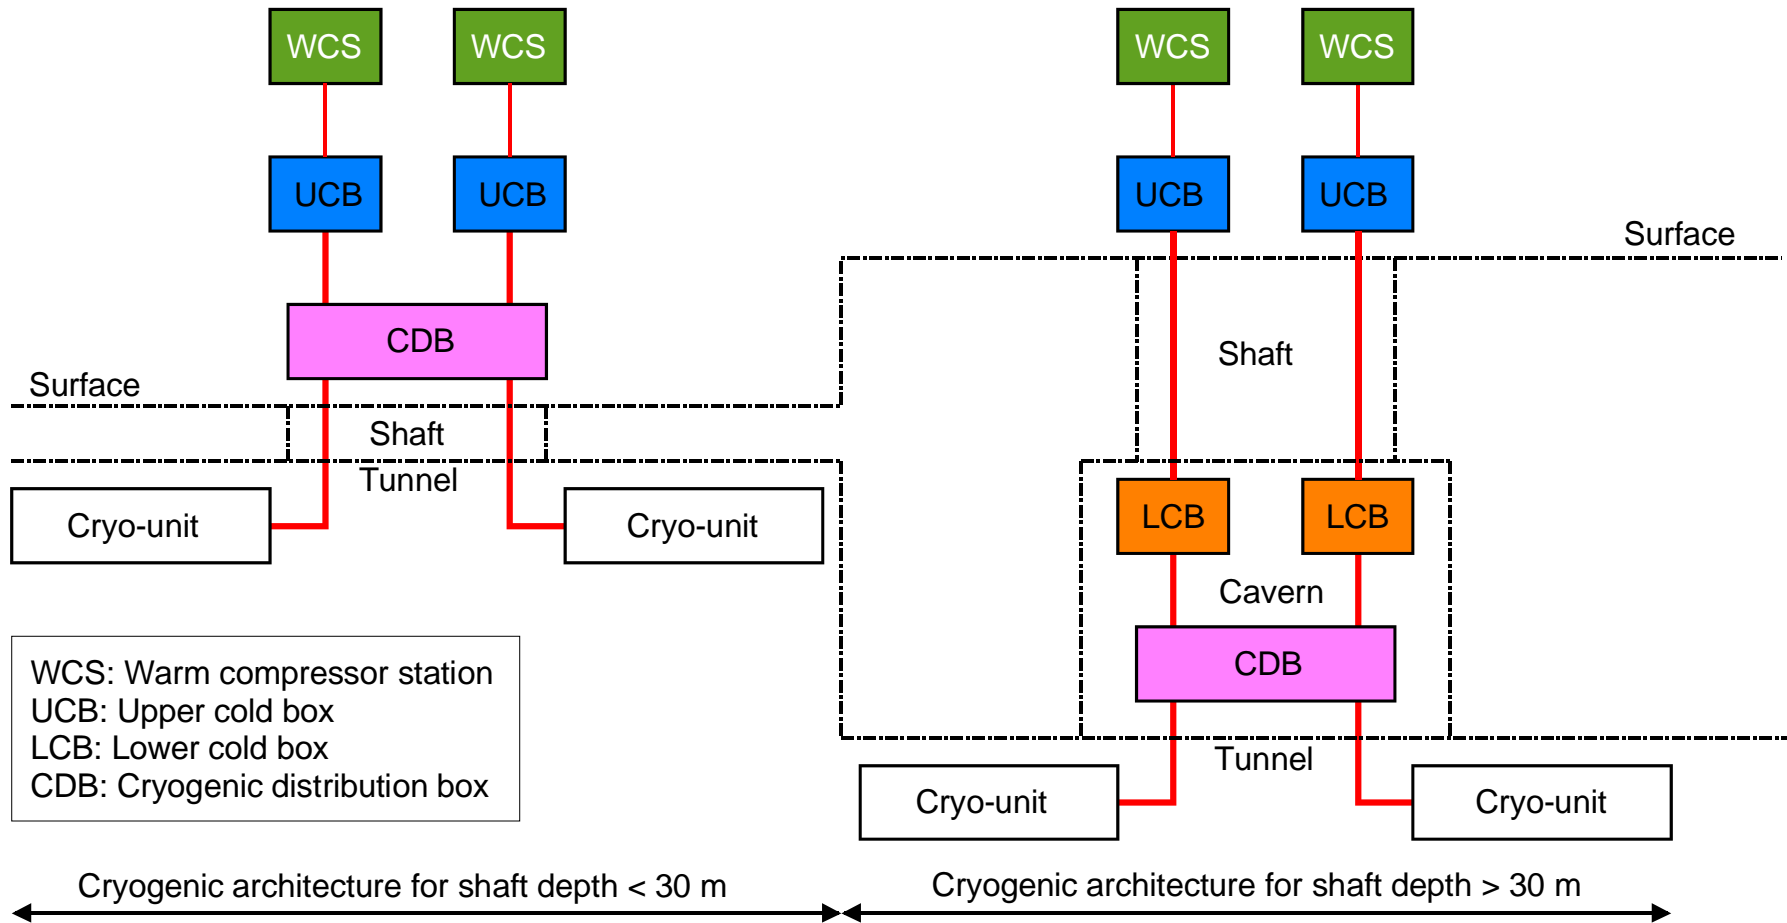 WCS
WCS
WCS
WCS
UCB
UCB
UCB
UCB
Surface
CDB
Shaft
Surface
Shaft
Tunnel
Cryo-unit
Cryo-unit
LCB
LCB
Cavern
CDB
WCS: Warm compressor station
UCB: Upper cold box
LCB: Lower cold box
CDB: Cryogenic distribution box
Tunnel
Cryo-unit
Cryo-unit
Cryogenic architecture for shaft depth < 30 m
Cryogenic architecture for shaft depth > 30 m